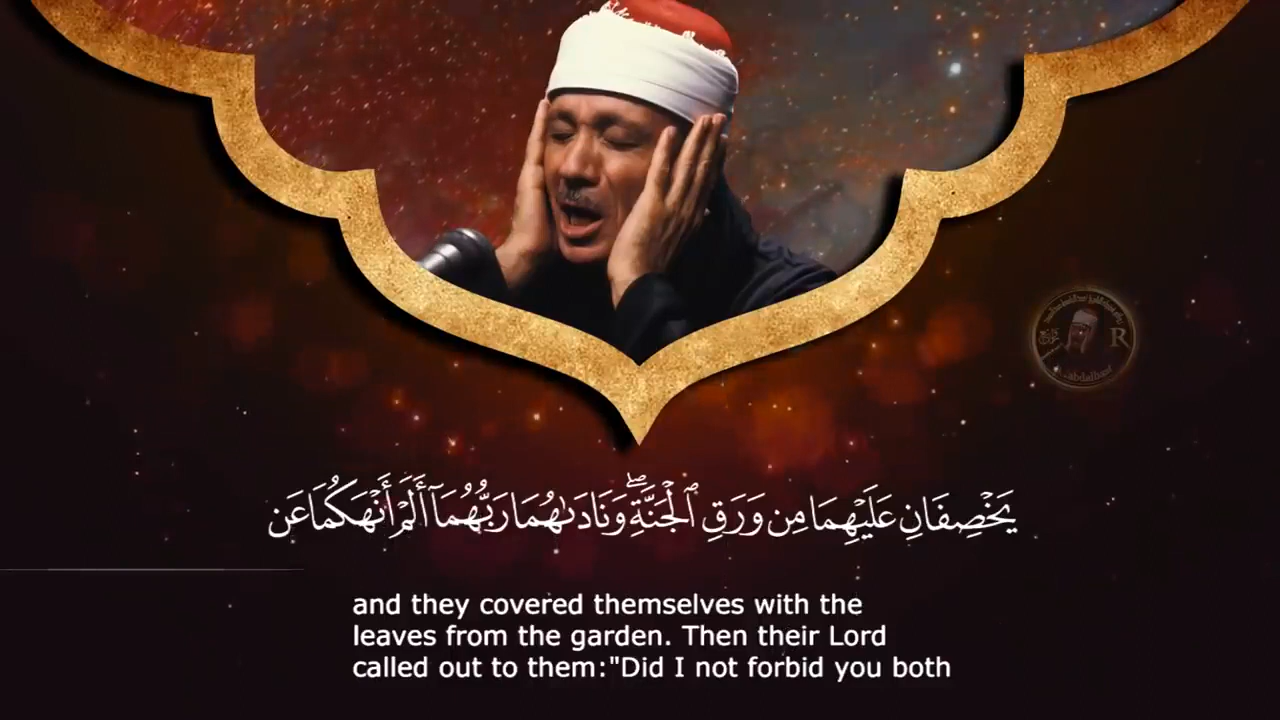 يَخْصِفَانِ عَلَيْهِمَا مِن وَرَقِ ٱلْجَنَّةِ ۖ وَنَادَىٰهُمَا رَبُّهُمَآ أَلَمْ أَنْهَكُمَا عَن
R
abdalbast
and they covered themselves with the
leaves from the garden. Then their Lord
called out to them:"Did I not forbid you both